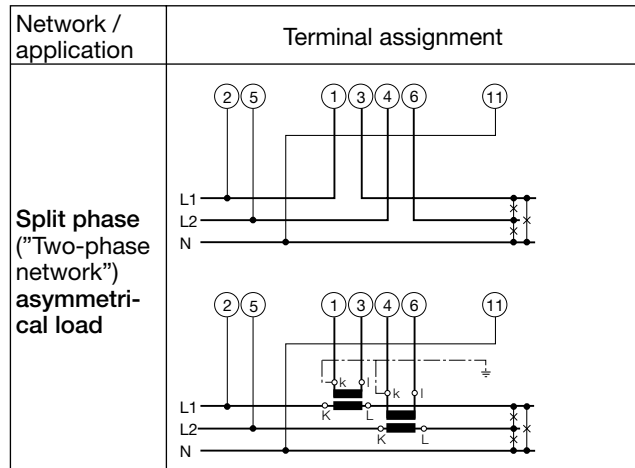 Network /
application
Terminal assignment
Split phase
("Two-phase
network")
asymmetri-
cal load
2 5 1 3 4 6 11
L1
L2
N
2 5 1 3 4 6 11
k l k l
L1
K L
L2
K L
N